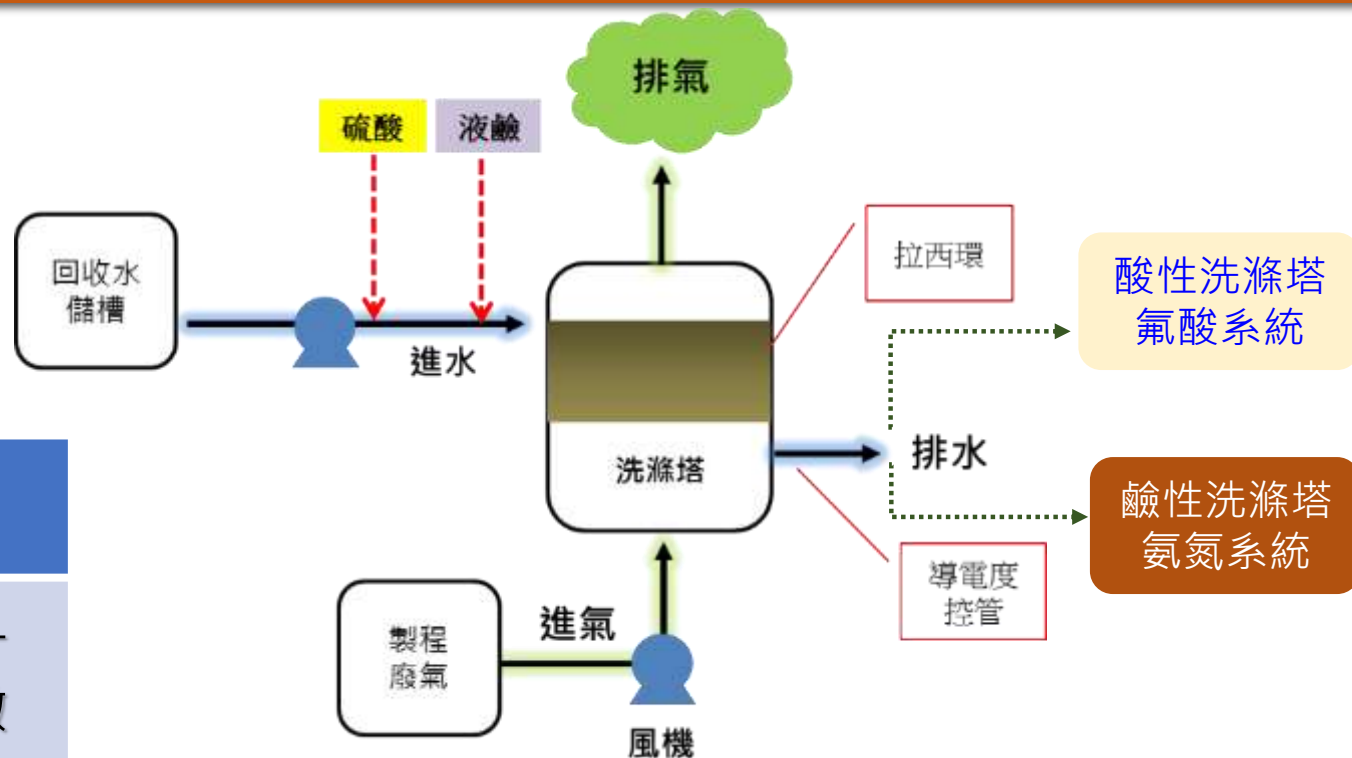 排氣
硫酸
液鹼
回收水
儲槽
進水
拉西環
酸性洗滌塔
氟酸系統
洗滌塔
排水
鹼性洗滌塔
氨氮系統
導電度
控管
製程
廢氣
進氣
風機